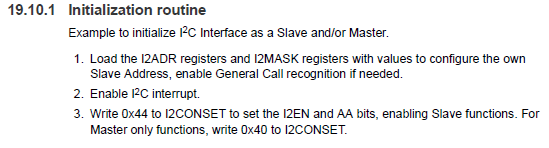 19.10.1 Initialization routine
Example to initialize I²C Interface as a Slave and/or Master.
1. Load the I2ADR registers and I2MASK registers with values to configure the own
Slave Address, enable General Call recognition if needed.
2. Enable I²C interrupt.
3. Write 0x44 to I2CONSET to set the I2EN and AA bits, enabling Slave functions. For
Master only functions, write 0x40 to I2CONSET.